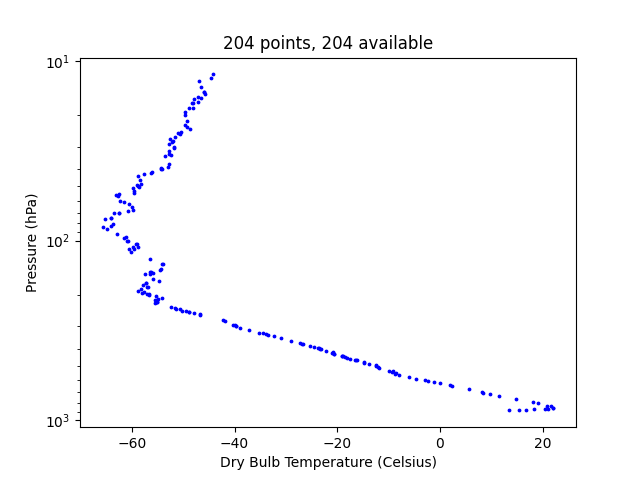 204 points, 204 available
10¹
10²
10³
Pressure (hPa)
−60 −40 −20 0 20
Dry Bulb Temperature (Celsius)